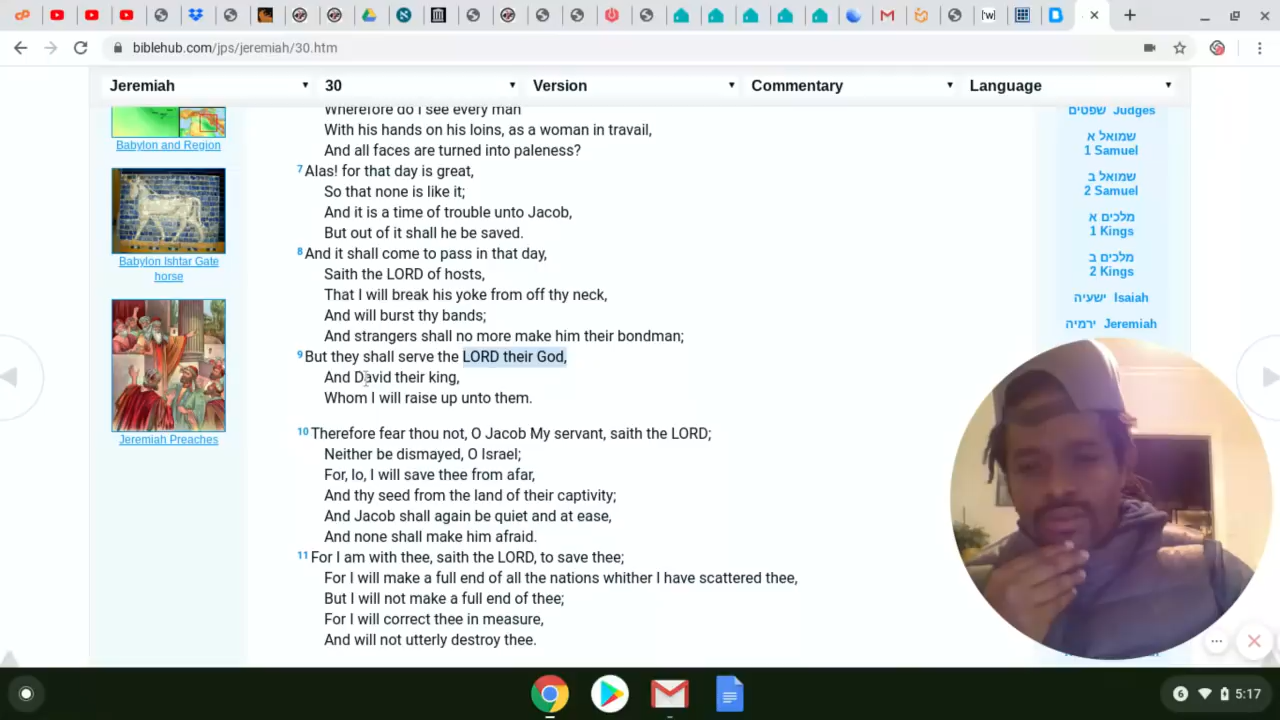 biblehub.com/jps/jeremiah/30.htm
Jeremiah
30
Version
Commentary
Language
Babylon and Region
Babylon Ishtar Gate
horse
Jeremiah Preaches
Wherefore do I see every man
With his hands on his loins, as a woman in travail,
And all faces are turned into paleness?
7 Alas! for that day is great,
So that none is like it;
And it is a time of trouble unto Jacob,
But out of it shall he be saved.
8 And it shall come to pass in that day,
Saith the LORD of hosts,
That I will break his yoke from off thy neck,
And will burst thy bands;
And strangers shall no more make him their bondman;
9 But they shall serve the LORD their God,
And David their king,
Whom I will raise up unto them.
10 Therefore fear thou not, O Jacob My servant, saith the LORD;
Neither be dismayed, O Israel;
For, lo, I will save thee from afar,
And thy seed from the land of their captivity;
And Jacob shall again be quiet and at ease,
And none shall make him afraid.
11 For I am with thee, saith the LORD, to save thee;
For I will make a full end of all the nations whither I have scattered thee,
But I will not make a full end of thee;
For I will correct thee in measure,
And will not utterly destroy thee.
שפטים Judges
שמואל א
1 Samuel
שמואל ב
2 Samuel
מלכים א
1 Kings
מלכים ב
2 Kings
ישעיה Isaiah
ירמיה Jeremiah
6
5:17